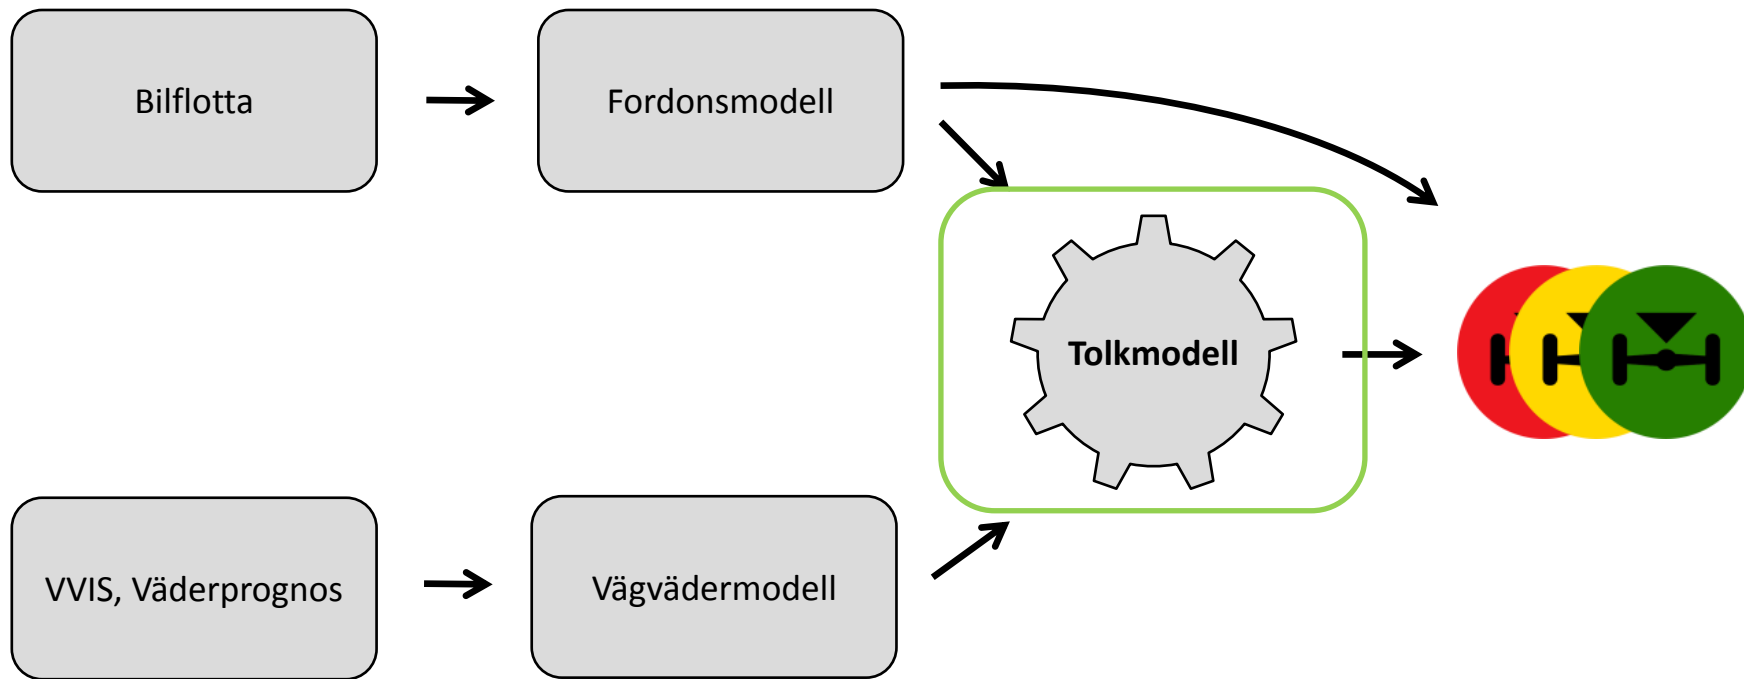 Bilflotta
Fordonsmodell
Tolkmodell
VVIS, Väderprognos
Vägvädermodell